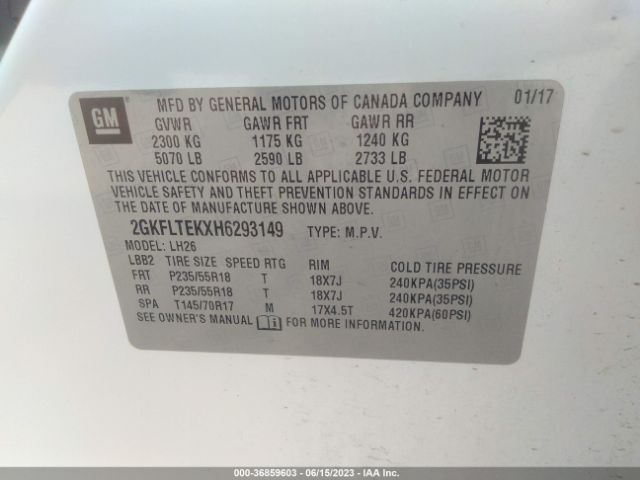 GM
MFD BY GENERAL MOTORS OF CANADA COMPANY 01/17
GVWR GAWR FRT GAWR RR
2300 KG 1175 KG 1240 KG
5070 LB 2590 LB 2733 LB
THIS VEHICLE CONFORMS TO ALL APPLICABLE U.S. FEDERAL MOTOR
VEHICLE SAFETY AND THEFT PREVENTION STANDARDS IN EFFECT ON
THE DATE OF MANUFACTURE SHOWN ABOVE.
2GKFLTEKXH6293149 TYPE: M.P.V.
MODEL: LH26
LBB2 TIRE SIZE SPEED RTG RIM COLD TIRE PRESSURE
FRT P235/55R18 T 18X7J 240KPA(35PSI)
RR P235/55R18 T 18X7J 240KPA(35PSI)
SPA T145/70R17 M 17X4.5T 420KPA(60PSI)
SEE OWNER'S MANUAL FOR MORE INFORMATION.
000-36859603 - 06/15/2023 - IAA Inc.